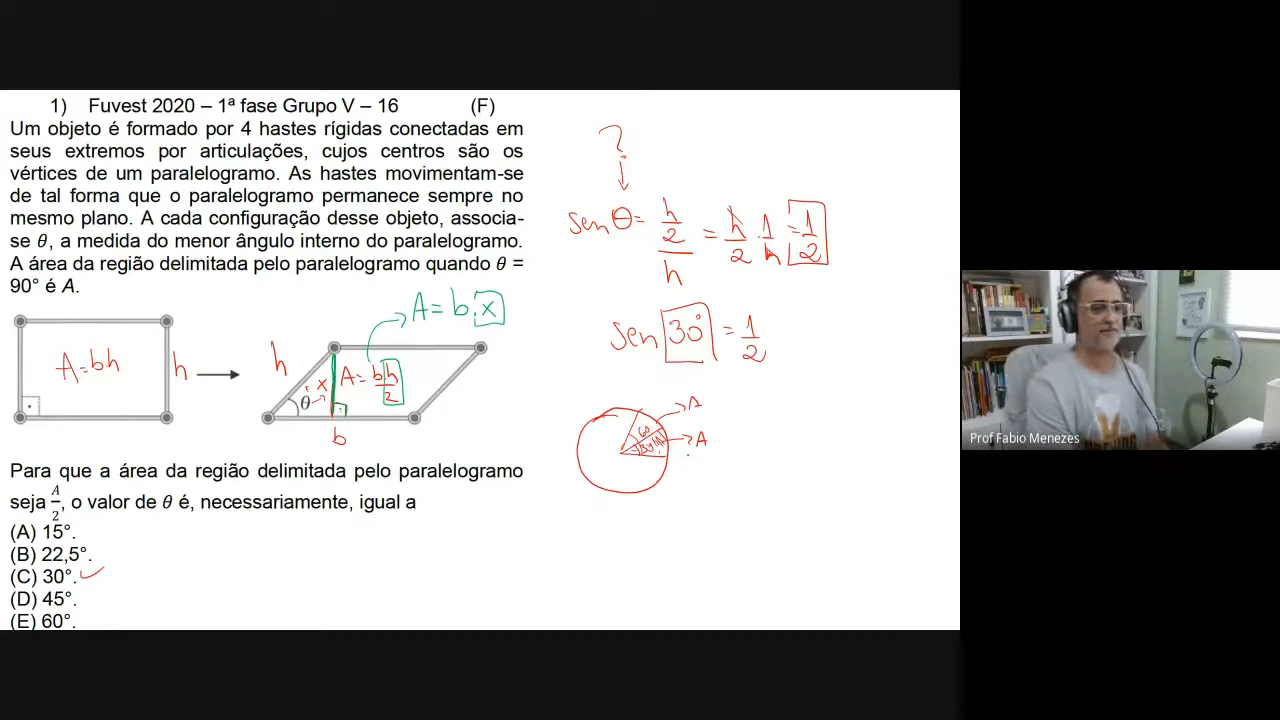 1) Fuvest 2020 – 1ª fase Grupo V – 16 (F)
Um objeto é formado por 4 hastes rígidas conectadas em
seus extremos por articulações, cujos centros são os
vértices de um paralelogramo. As hastes movimentam-se
de tal forma que o paralelogramo permanece sempre no
mesmo plano. A cada configuração desse objeto, associa-
se θ, a medida do menor ângulo interno do paralelogramo.
A área da região delimitada pelo paralelogramo quando θ =
90° é A.
A = b.x
A = bh
h
h
θ
x
A = bh/2
b
Para que a área da região delimitada pelo paralelogramo
seja A/2, o valor de θ é, necessariamente, igual a
(A) 15°.
(B) 22,5°.
(C) 30°.
(D) 45°.
(E) 60°.
?
sen θ = h/2 / h = h/2 . 1/h = 1/2
sen 30° = 1/2
A
60
30
A
Prof Fabio Menezes